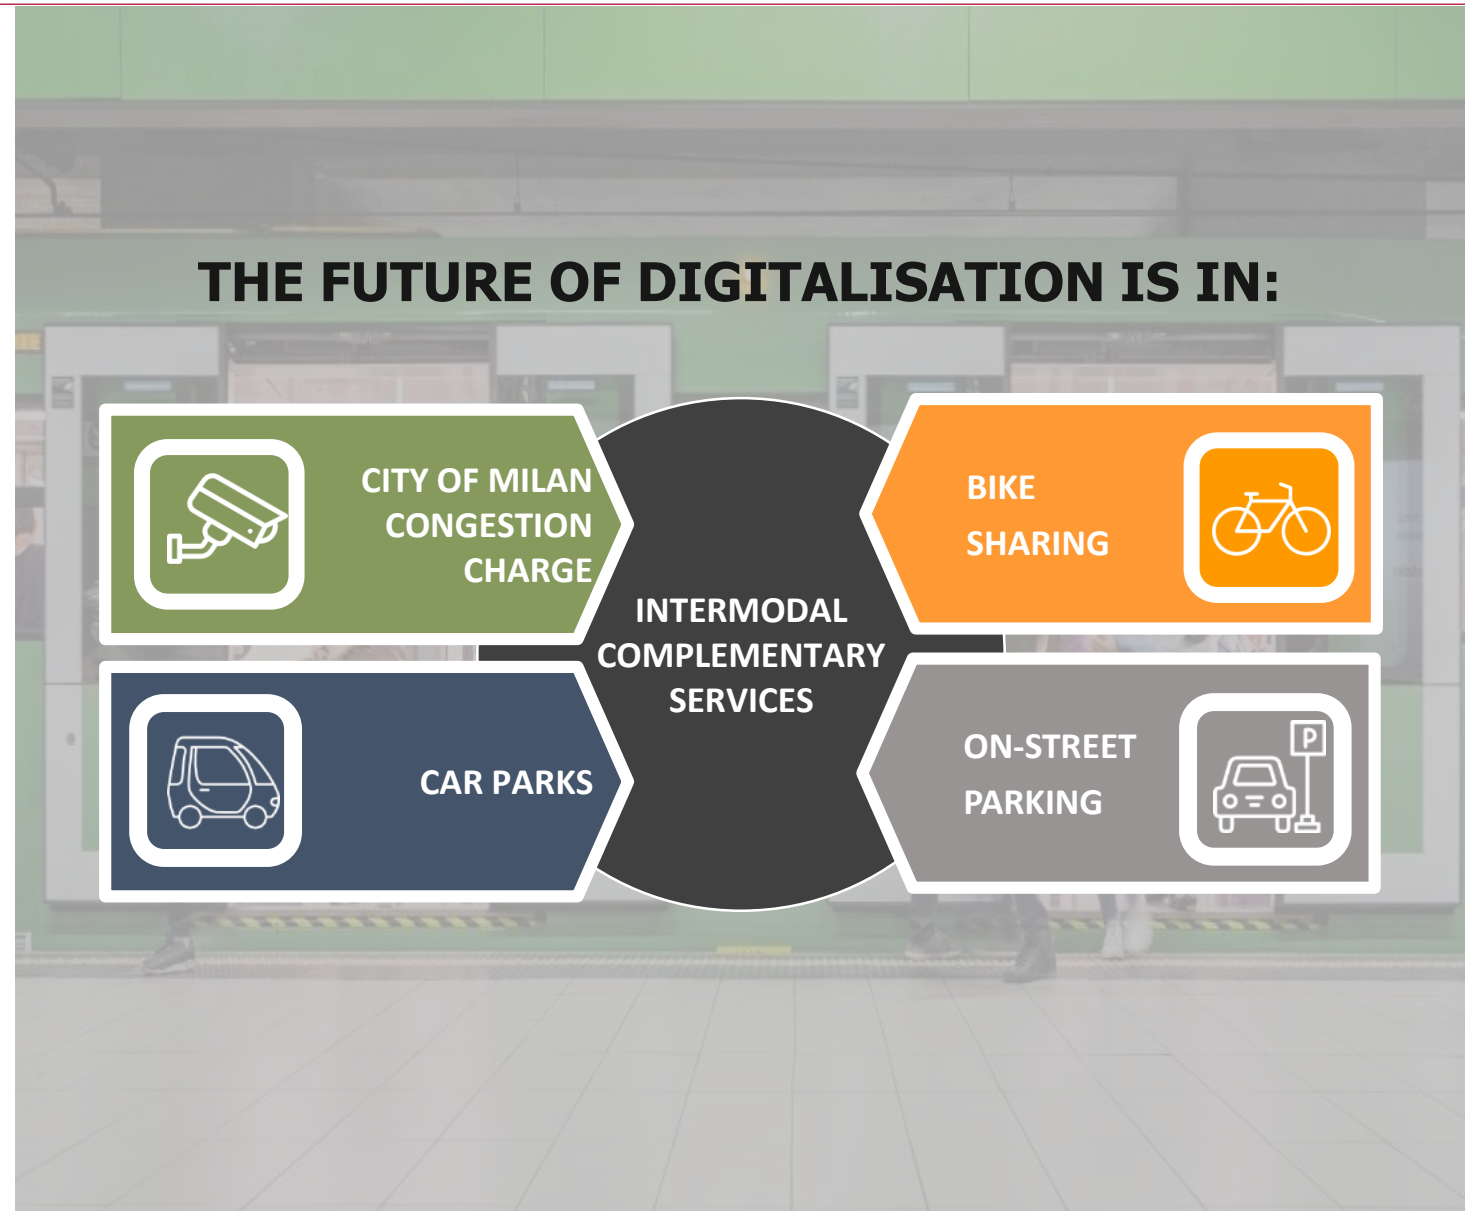 THE FUTURE OF DIGITALISATION IS IN:
CITY OF MILAN
CONGESTION
CHARGE
BIKE
SHARING
INTERMODAL
COMPLEMENTARY
SERVICES
CAR PARKS
ON-STREET
PARKING
P